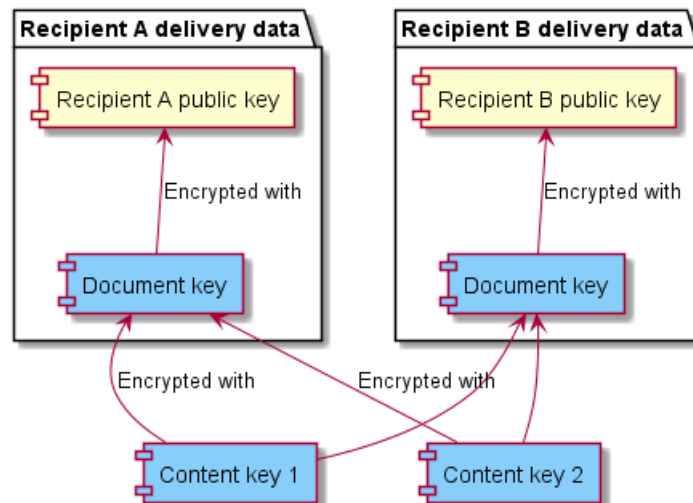 Recipient A delivery data
Recipient B delivery data
Recipient A public key
Recipient B public key
Encrypted with
Encrypted with
Document key
Document key
Encrypted with
Encrypted with
Content key 1
Content key 2